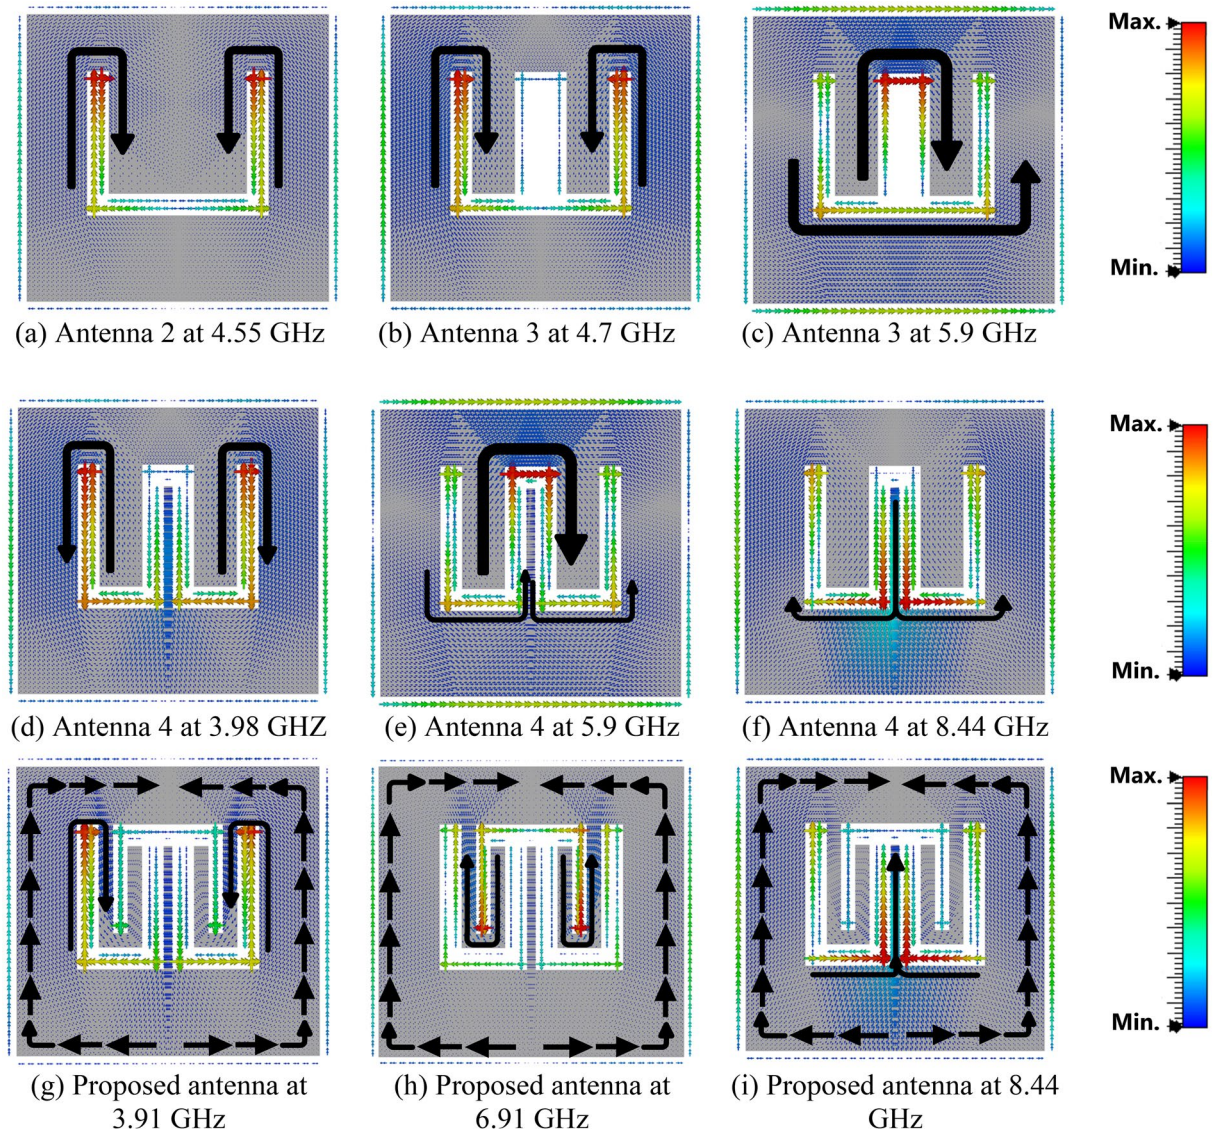 Max.
Min.
(a) Antenna 2 at 4.55 GHz
(b) Antenna 3 at 4.7 GHz
(c) Antenna 3 at 5.9 GHz
Max.
Min.
(d) Antenna 4 at 3.98 GHZ
(e) Antenna 4 at 5.9 GHz
(f) Antenna 4 at 8.44 GHz
Max.
Min.
(g) Proposed antenna at
3.91 GHz
(h) Proposed antenna at
6.91 GHz
(i) Proposed antenna at 8.44
GHz